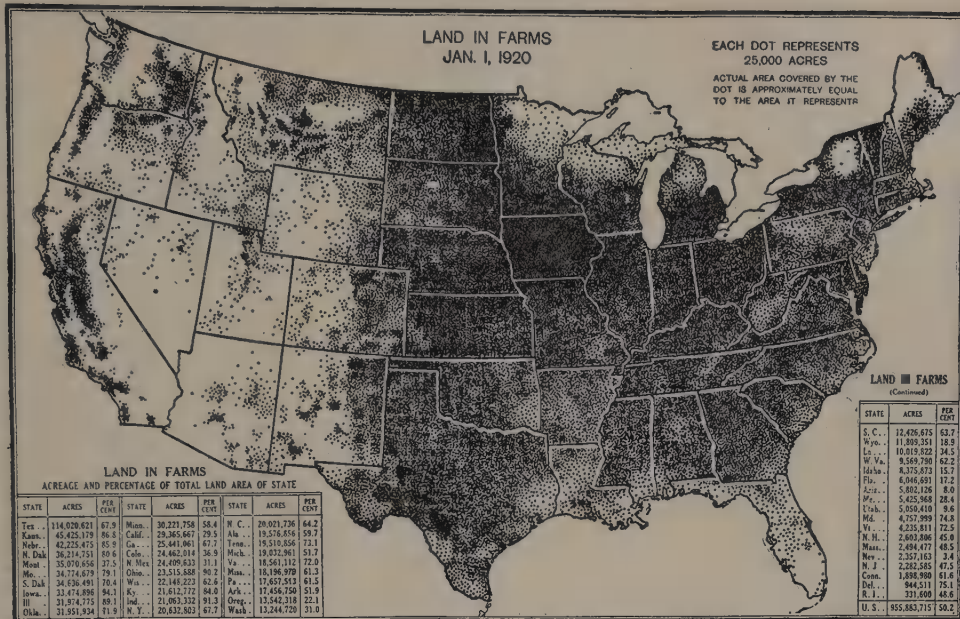 LAND IN FARMS
JAN. 1, 1920
EACH DOT REPRESENTS
25,000 ACRES
ACTUAL AREA COVERED BY THE
DOT IS APPROXIMATELY EQUAL
TO THE AREA IT REPRESENTS
LAND IN FARMS
ACREAGE AND PERCENTAGE OF TOTAL LAND AREA OF STATE
STATE ACRES PER CENT STATE ACRES PER CENT STATE ACRES PER CENT
Tex. . 114,020,621 67.9 Minn. . 30,221,758 58.4 N C. . 20,021,736 64.2
Kans. . 45,425,179 86.8 Calif. . 29,365,667 29.5 Ala . . 19,576,856 59.7
Nebr. . 42,225,475 85.9 Ga . . . 25,441,061 67.7 Tenn. . 19,510,856 73.1
N. Dak 36,214,751 80.6 Colo. . 24,462,014 36.9 Mich. . 19,032,961 51.7
Mont . 35,070,656 37.5 N. Mex 24,409,633 31.1 Va . . . 18,561,112 72.0
Mo. . . 34,774,679 79.1 Ohio. . 23,515,888 90.2 Miss. . 18,196,979 61.3
S. Dak 34,636,491 70.4 Wis . . 22,148,223 62.6 Pa . . . 17,657,513 61.5
Iowa. . 33,474,896 94.1 Ky. . . 21,612,772 84.0 Ark . . 17,456,750 51.9
Ill . . . 31,974,775 89.1 Ind. . . 21,063,332 91.3 Oreg. . 13,542,318 22.1
Okla. . 31,951,934 71.9 N. Y. . 20,632,803 67.7 Wash . 13,244,720 31.0
LAND FARMS
(Continued)
STATE ACRES PER CENT
S. C. . 12,426,675 63.7
Wyo. . 11,809,351 18.9
La . . . 10,019,822 34.5
W. Va. 9,569,790 62.2
Idaho . 8,375,873 15.7
Fla. . . 6,046,691 17.2
Ariz. . . 5,802,126 8.0
Me. . . 5,425,968 28.4
Utah. . 5,050,410 9.6
Md. . . 4,757,999 74.8
Vt. . . . 4,235,811 72.5
N. H. . 2,603,806 45.0
Mass. . 2,494,477 48.5
Nev . . 2,357,163 3.4
N. J . . 2,282,585 47.5
Conn. 1,898,980 61.6
Del. . . 944,511 75.1
R. I. . . 331,600 48.6
U. S. . 955,883,715 50.2